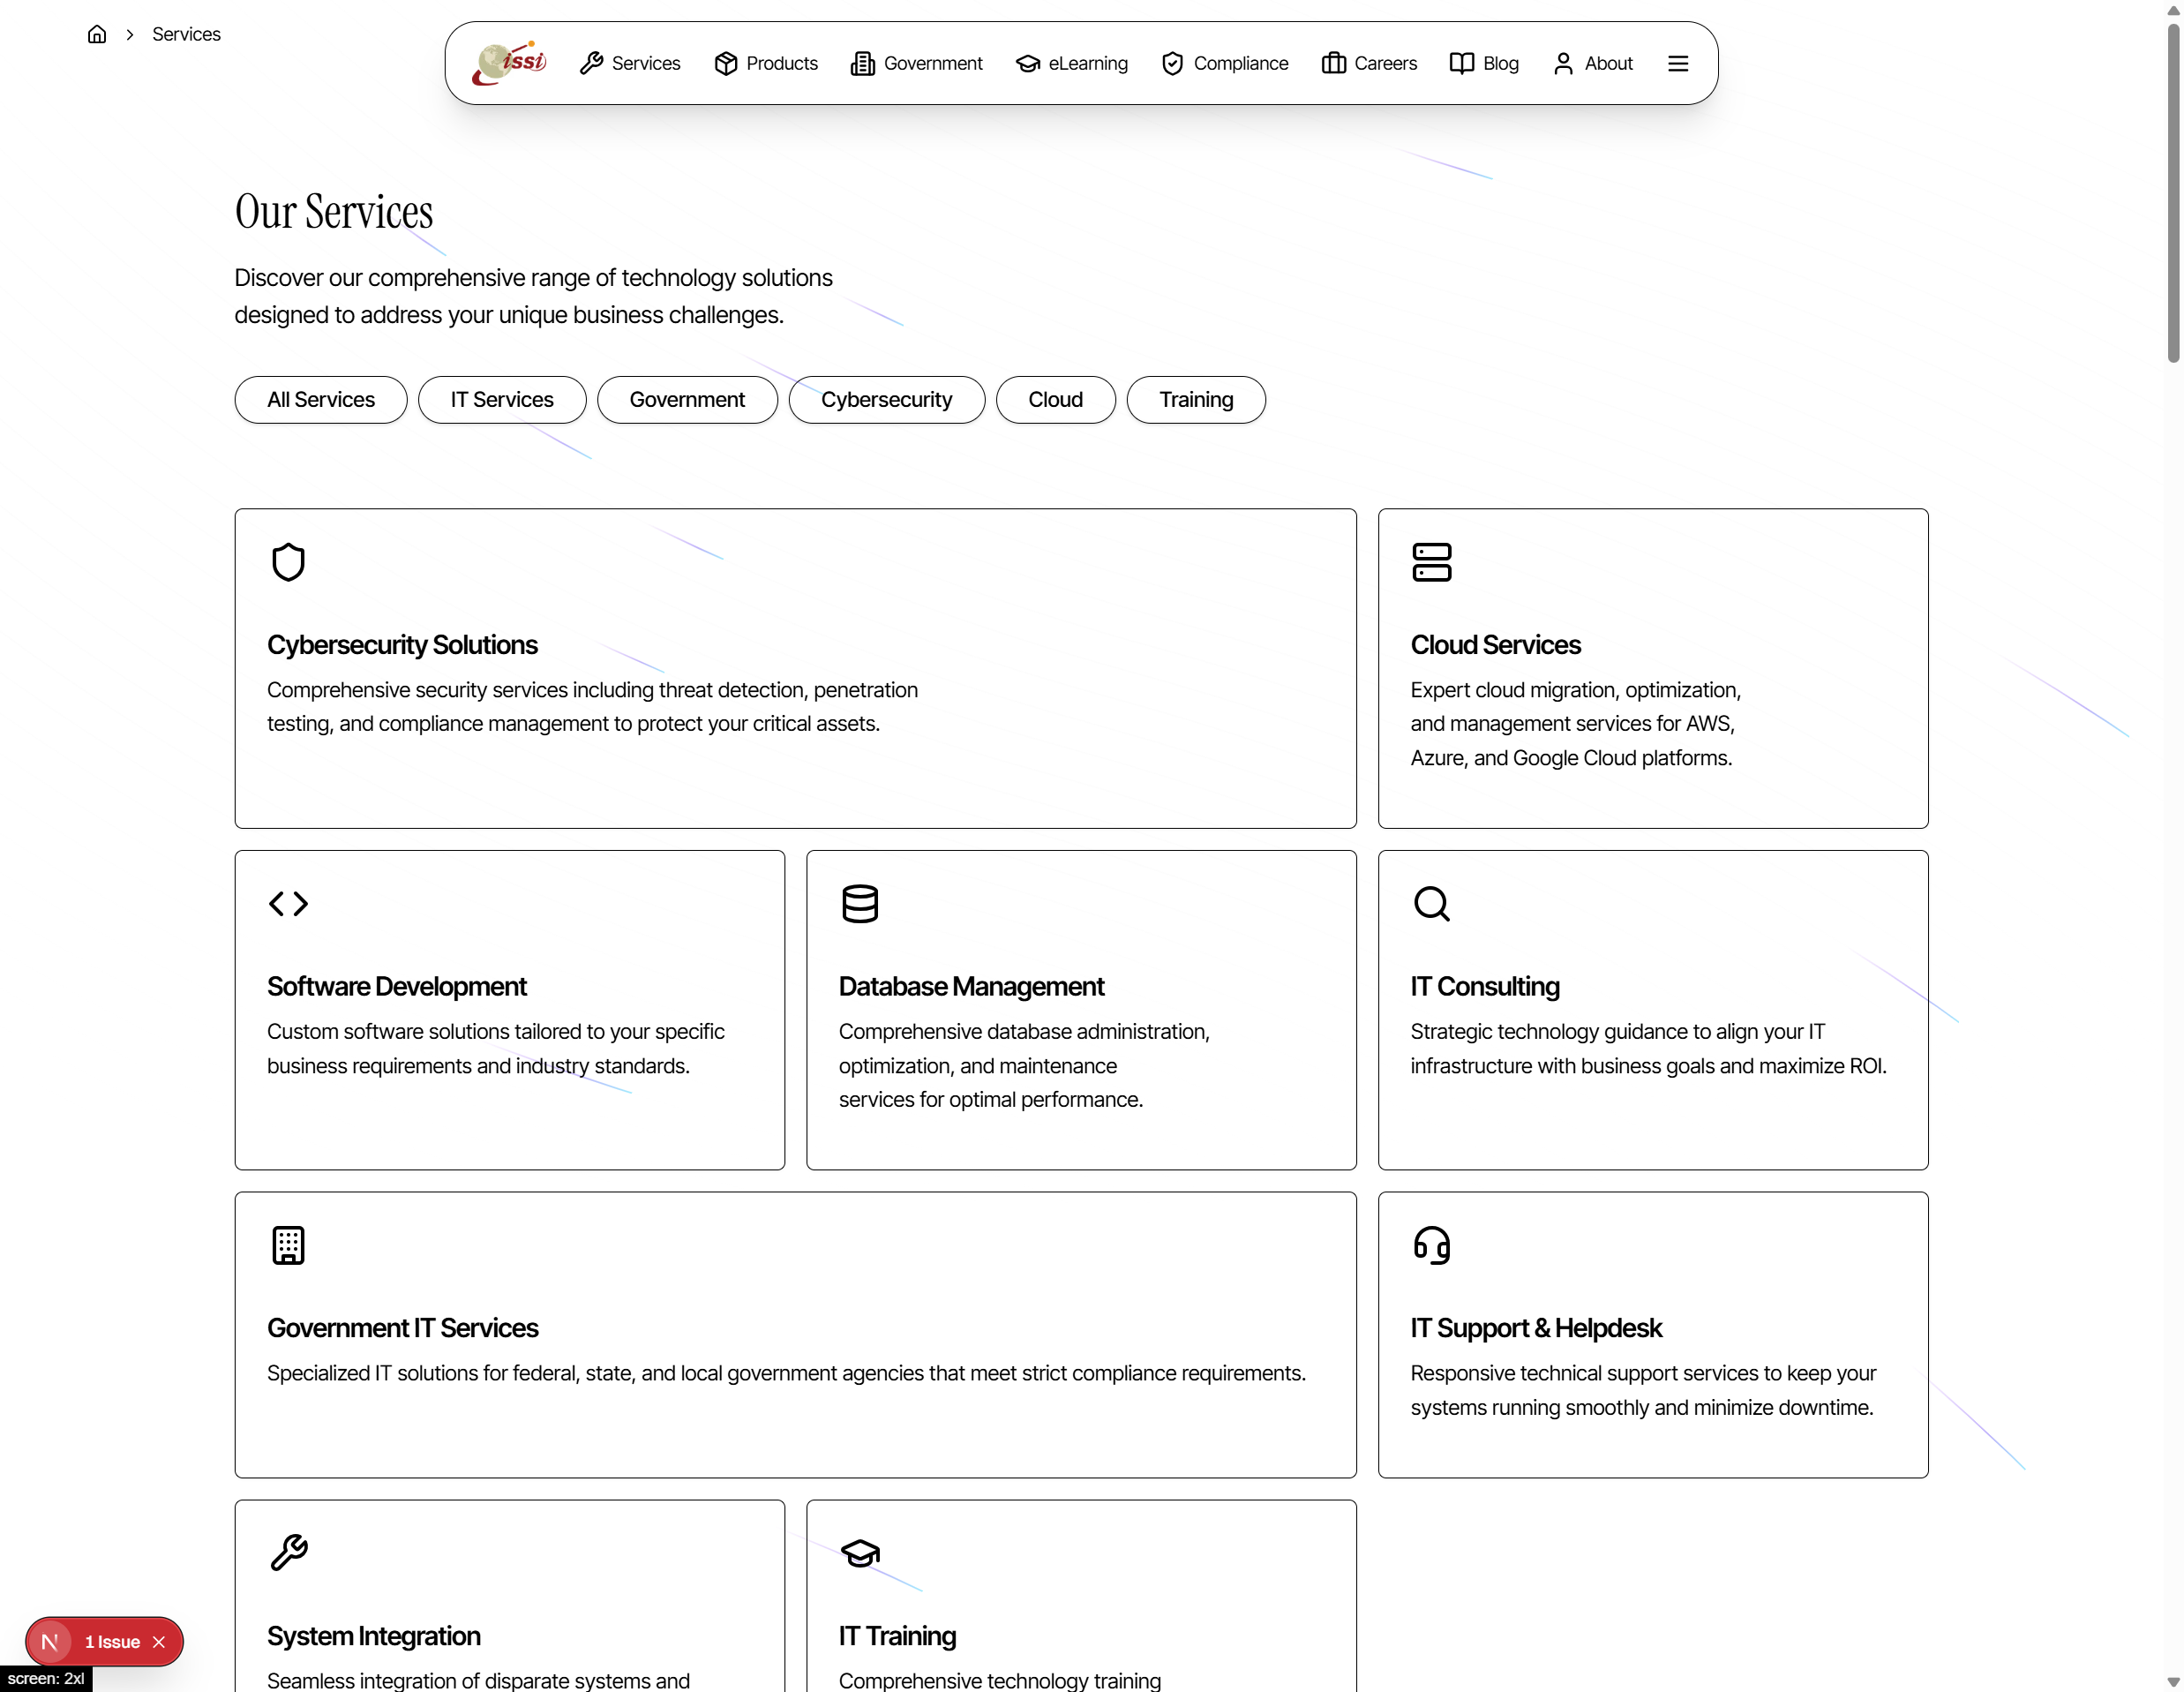 Services
issi
Services
Products
Government
eLearning
Compliance
Careers
Blog
About
Our Services
Discover our comprehensive range of technology solutions
designed to address your unique business challenges.
All Services
IT Services
Government
Cybersecurity
Cloud
Training
Cybersecurity Solutions
Comprehensive security services including threat detection, penetration
testing, and compliance management to protect your critical assets.
Cloud Services
Expert cloud migration, optimization,
and management services for AWS,
Azure, and Google Cloud platforms.
Software Development
Custom software solutions tailored to your specific
business requirements and industry standards.
Database Management
Comprehensive database administration,
optimization, and maintenance
services for optimal performance.
IT Consulting
Strategic technology guidance to align your IT
infrastructure with business goals and maximize ROI.
Government IT Services
Specialized IT solutions for federal, state, and local government agencies that meet strict compliance requirements.
IT Support & Helpdesk
Responsive technical support services to keep your
systems running smoothly and minimize downtime.
System Integration
Seamless integration of disparate systems and
IT Training
Comprehensive technology training
N 1 Issue
screen: 2xl